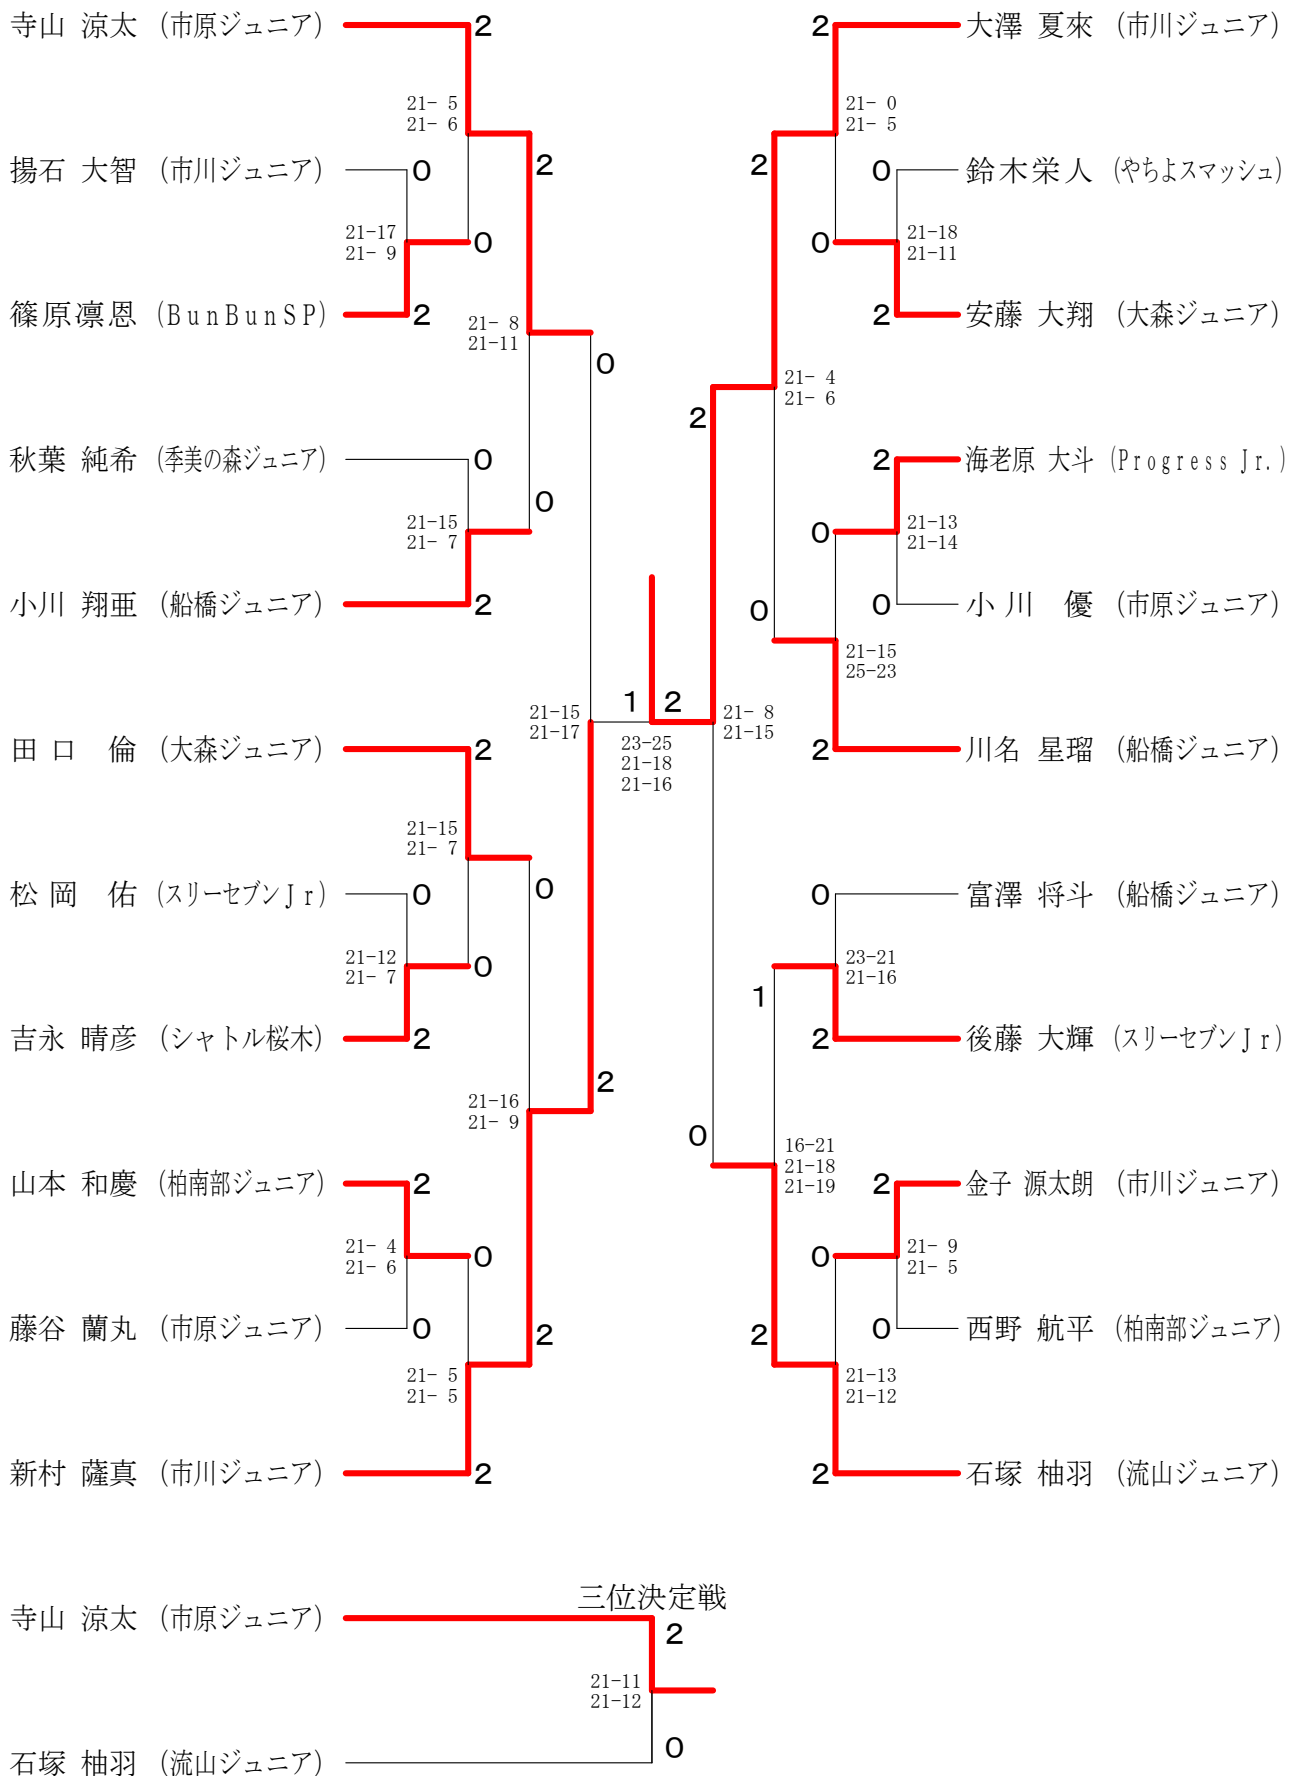 寺山 涼太 (市原ジュニア) 2
2 大澤 夏來 (市川ジュニア)
21- 5
21- 6
21- 0
21- 5
揚石 大智 (市川ジュニア) 0
2
2
0 鈴木栄人 (やちよスマッシュ)
21-17
21- 9
0
0
21-18
21-11
篠原凛恩 (BunBunSP) 2
2 安藤 大翔 (大森ジュニア)
21- 8
21-11
0
21- 4
21- 6
2
秋葉 純希 (季美の森ジュニア) 0
2 海老原 大斗 (Progress Jr.)
0
21-15
21- 7
0
21-13
21-14
小川 翔亜 (船橋ジュニア) 2
0
0 小川 優 (市原ジュニア)
21-15
25-23
21-15
21-17
1 2
21- 8
21-15
23-25
21-18
21-16
田口 倫 (大森ジュニア) 2
2 川名 星瑠 (船橋ジュニア)
21-15
21- 7
松岡 佑 (スリーセブンJr) 0
0
0 富澤 将斗 (船橋ジュニア)
21-12
21- 7
0
1
23-21
21-16
吉永 晴彦 (シャトル桜木) 2
2 後藤 大輝 (スリーセブンJr)
2
21-16
21- 9
0
16-21
21-18
21-19
山本 和慶 (柏南部ジュニア) 2
2 金子 源太朗 (市川ジュニア)
21- 4
21- 6
0
0
21- 9
21- 5
藤谷 蘭丸 (市原ジュニア) 0
2
2
0 西野 航平 (柏南部ジュニア)
21- 5
21- 5
21-13
21-12
新村 薩真 (市川ジュニア) 2
2 石塚 柚羽 (流山ジュニア)
三位決定戦
寺山 涼太 (市原ジュニア)
2
21-11
21-12
0
石塚 柚羽 (流山ジュニア)